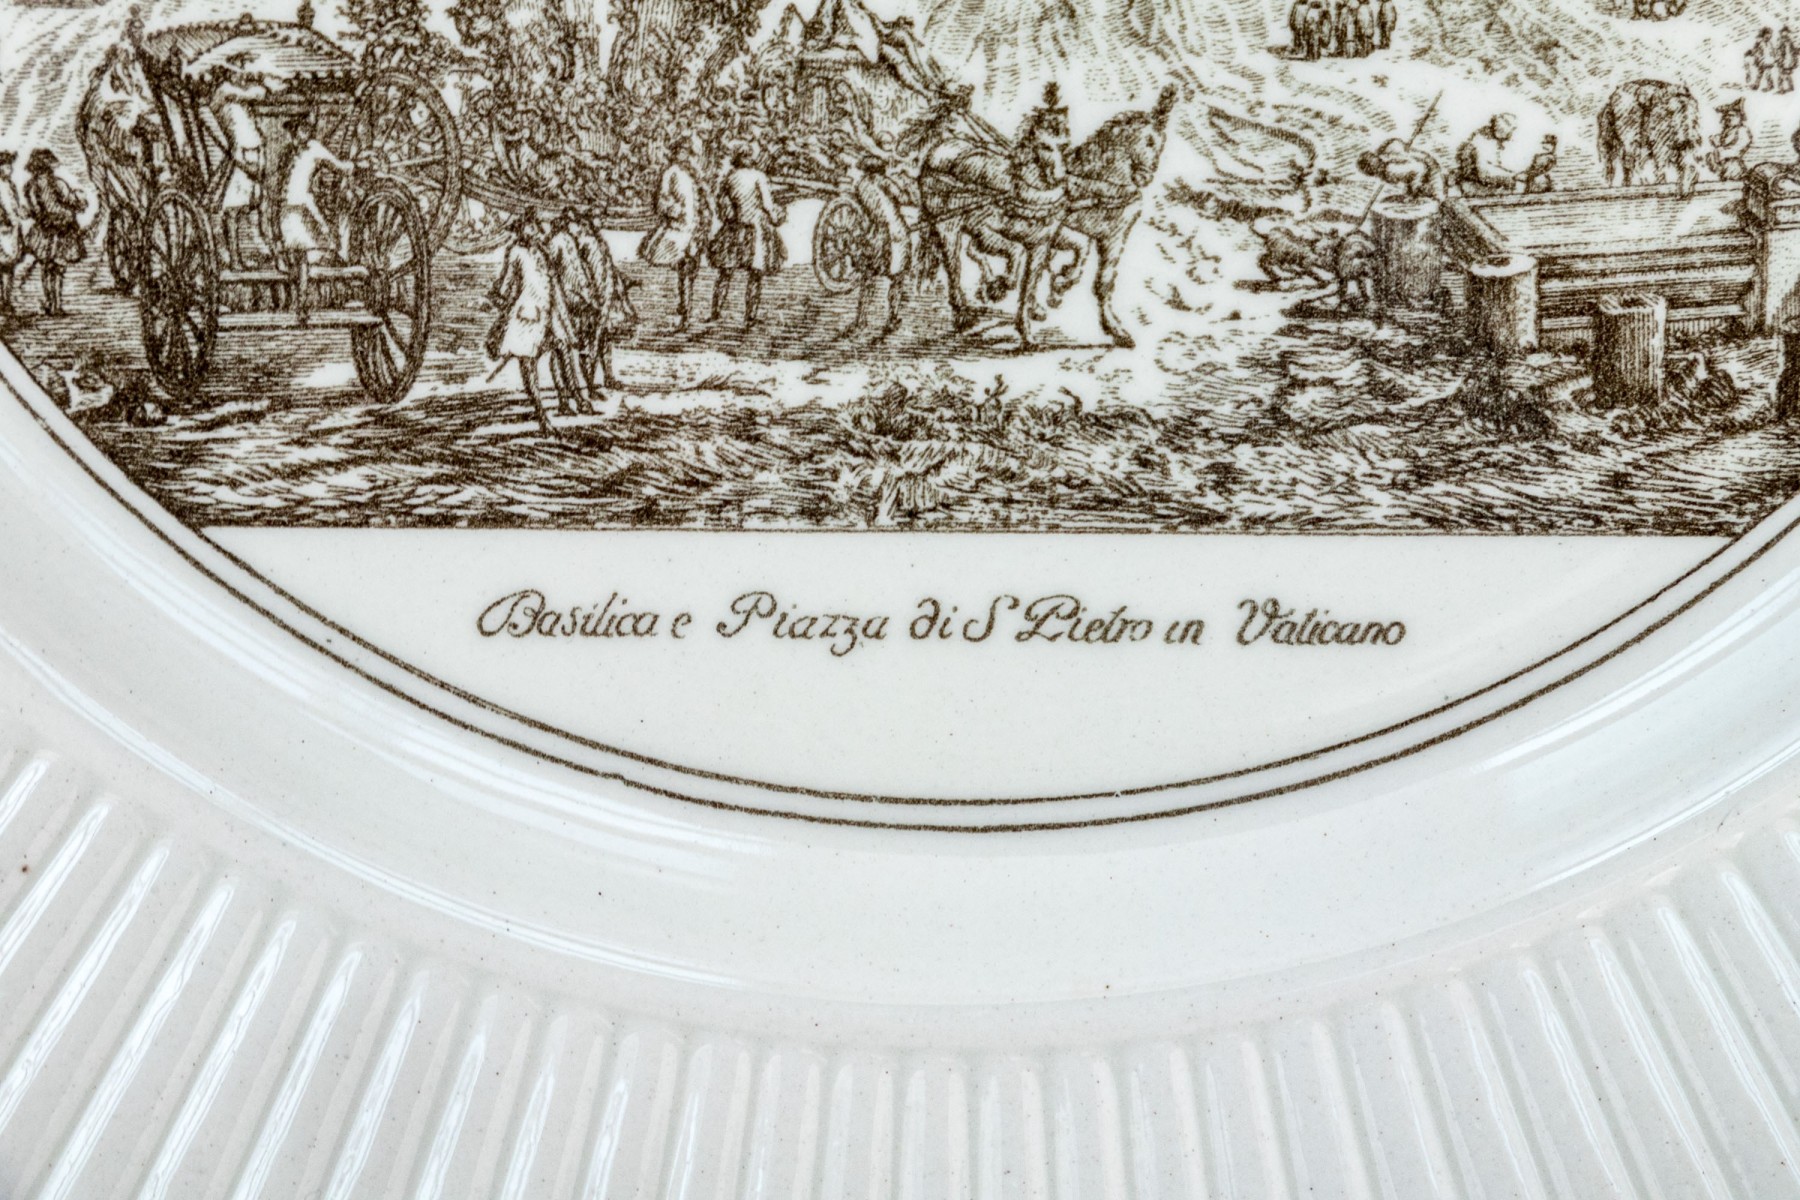 Basilica e Piazza di S Pietro in Vaticano